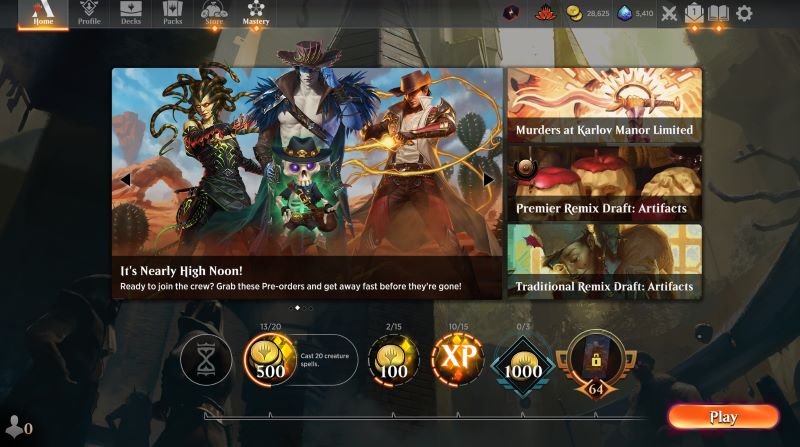 Home
Profile
Decks
Packs
Store
Mastery
28,625
5,410
1
Murders at Karlov Manor Limited
Premier Remix Draft: Artifacts
Traditional Remix Draft: Artifacts
It's Nearly High Noon!
Ready to join the crew? Grab these Pre-orders and get away fast before they're gone!
13/20
2/15
10/15
0/3
500
Cast 20 creature
spells.
100
XP
1000
64
0
Play